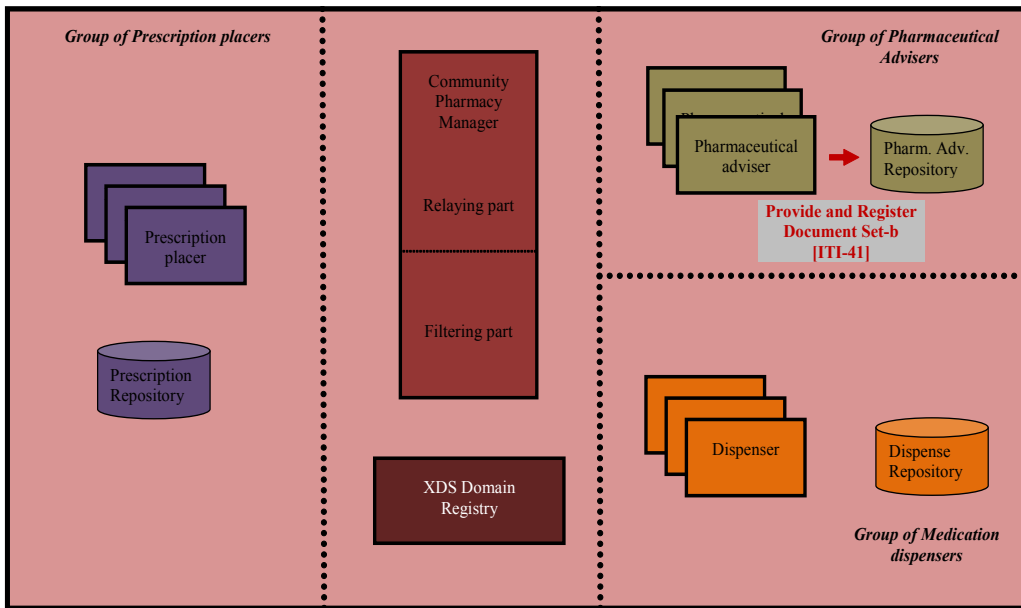 Group of Prescription placers
Prescription
placer
Prescription
Repository
Community
Pharmacy
Manager
Relaying part
Filtering part
XDS Domain
Registry
Group of Pharmaceutical
Advisers
Pharmaceutical
adviser
Pharm. Adv.
Repository
Provide and Register
Document Set-b
[ITI-41]
Dispenser
Dispense
Repository
Group of Medication
dispensers